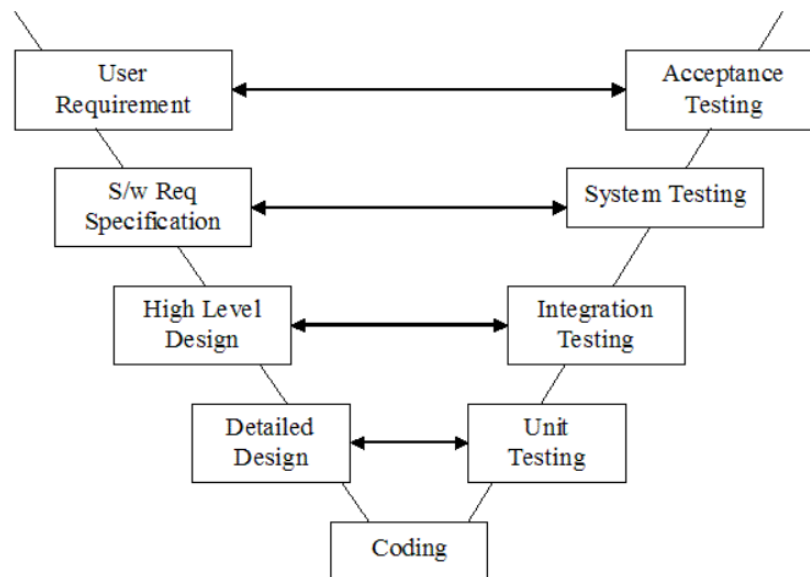 User
Requirement
Acceptance
Testing
S/w Req
Specification
System Testing
High Level
Design
Integration
Testing
Detailed
Design
Unit
Testing
Coding